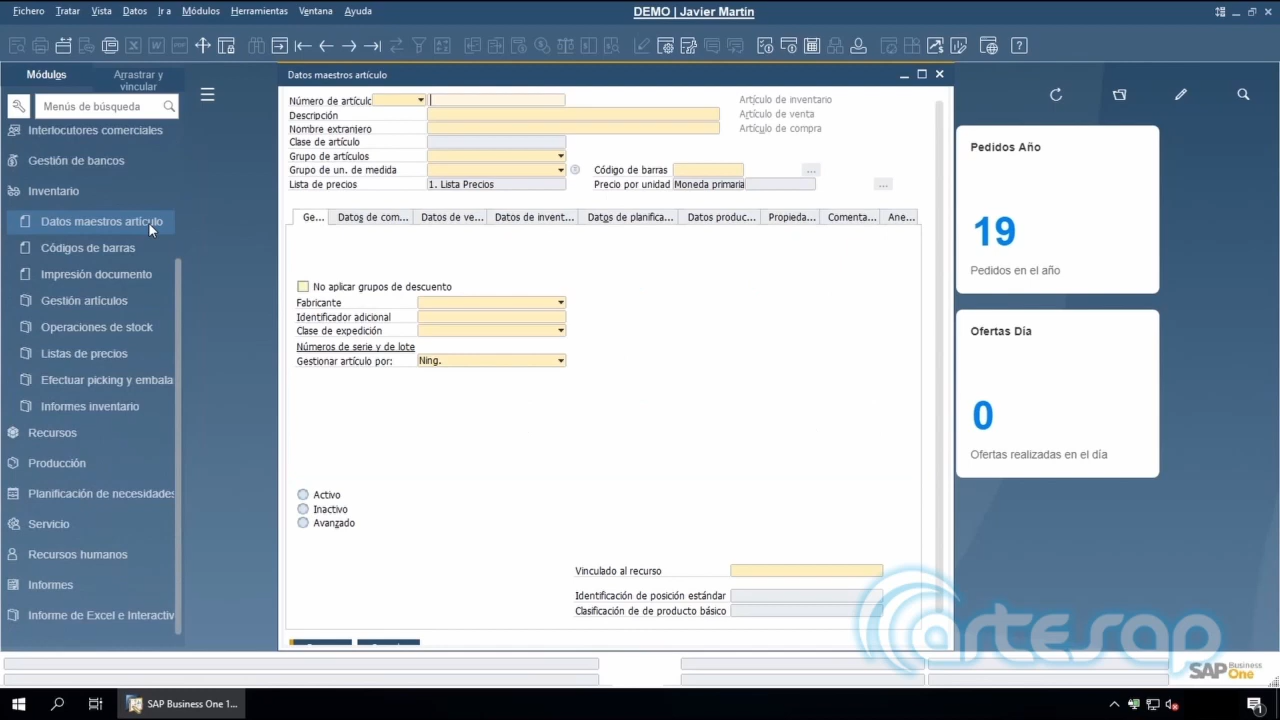 Fichero Tratar Vista Datos Ir a Módulos Herramientas Ventana Ayuda
DEMO | Javier Martin
Módulos
Arrastrar y vincular
Menús de búsqueda
Interlocutores comerciales
Gestión de bancos
Inventario
Datos maestros artículo
Códigos de barras
Impresión documento
Gestión artículos
Operaciones de stock
Listas de precios
Efectuar picking y embala
Informes inventario
Recursos
Producción
Planificación de necesidades
Servicio
Recursos humanos
Informes
Informe de Excel e Interactiv
Datos maestros artículo
Número de artículo
Descripción
Nombre extranjero
Clase de artículo
Grupo de artículos
Grupo de un. de medida
Lista de precios 1. Lista Precios
Artículo de inventario
Artículo de venta
Artículo de compra
Código de barras ...
Precio por unidad Moneda primaria ...
Ge... Datos de com... Datos de ve... Datos de invent... Datos de planifica... Datos produc... Propieda... Comenta... Ane...
No aplicar grupos de descuento
Fabricante
Identificador adicional
Clase de expedición
Números de serie y de lote
Gestionar artículo por: Ning.
Activo
Inactivo
Avanzado
Vinculado al recurso
Identificación de posición estándar
Clasificación de de producto básico
Pedidos Año
19
Pedidos en el año
Ofertas Día
0
Ofertas realizadas en el día
artesap
SAP Business One
SAP Business One 1...